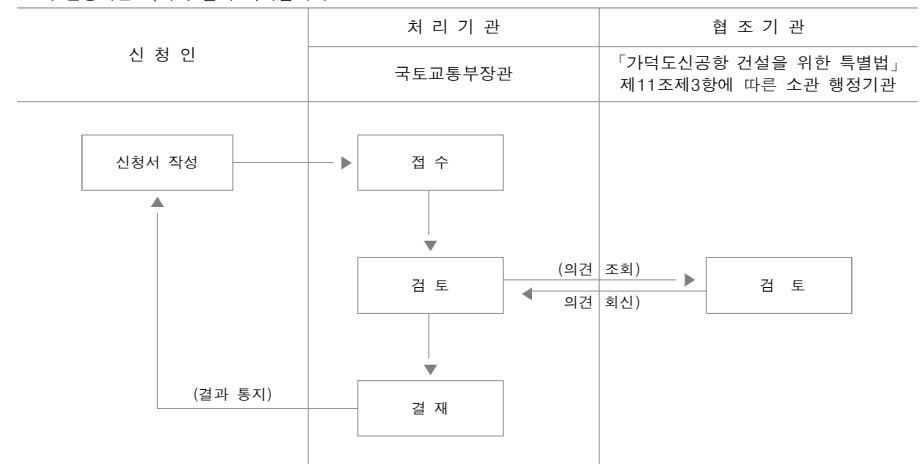 신 청 인
처 리 기 관
협 조 기 관
국토교통부장관
「가덕도신공항 건설을 위한 특별법」
제11조제3항에 따른 소관 행정기관
신청서 작성
접 수
검 토
(의견 조회)
의견 회신)
검 토
(결과 통지)
결 재